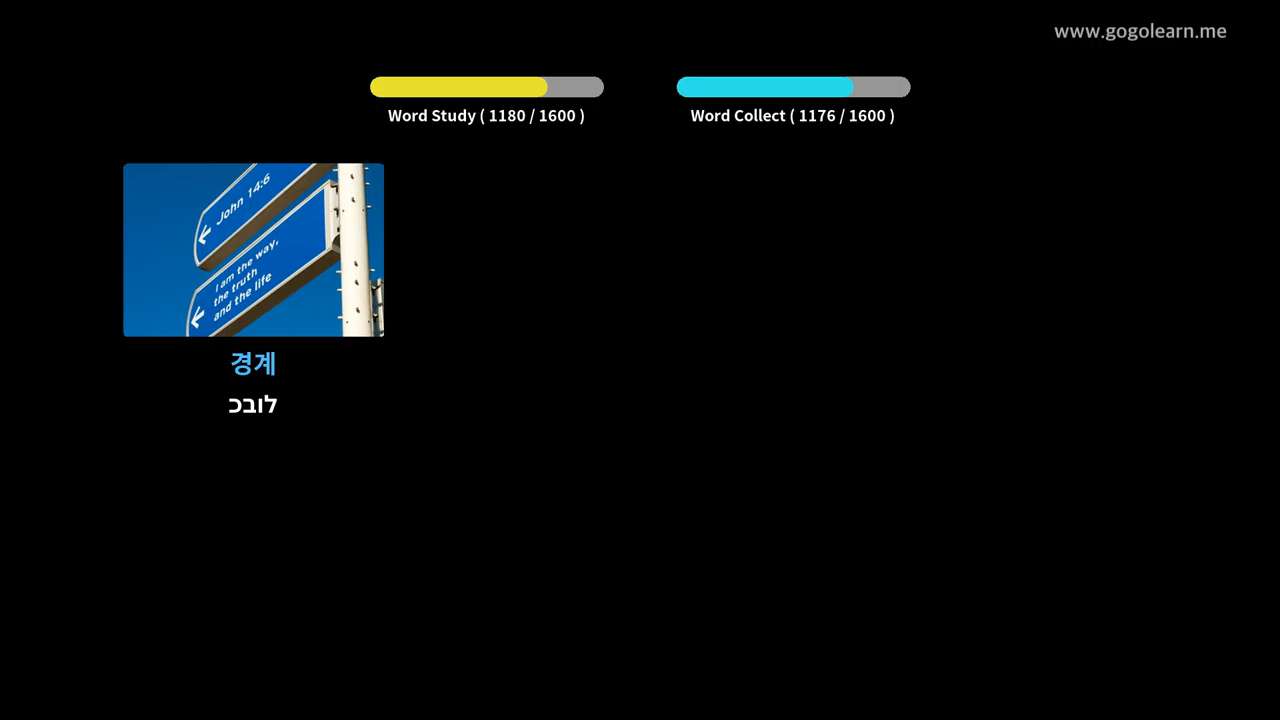 www.gogolearn.me
Word Study ( 1180 / 1600 )
Word Collect ( 1176 / 1600 )
John 14:6
I am the way,
the truth
and the life
경계
לובכ